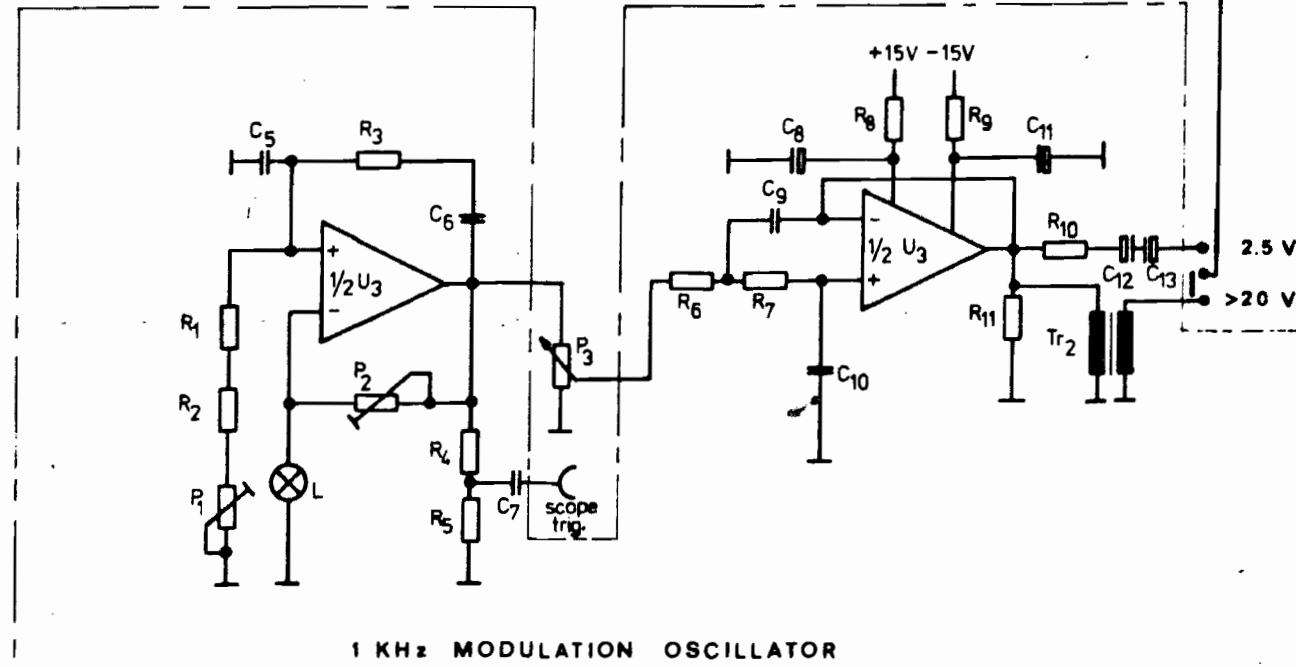 +15V -15V
R8
R9
C8
C11
C5
R3
C9
C6
+
½ U3
-
-
½ U3
+
R10
C12
C13
2.5 V
>20 V
R6
R7
R11
Tr2
R1
P3
C10
P2
R2
R4
P1
L
C7
scope
trig.
R5
1 KHz MODULATION OSCILLATOR